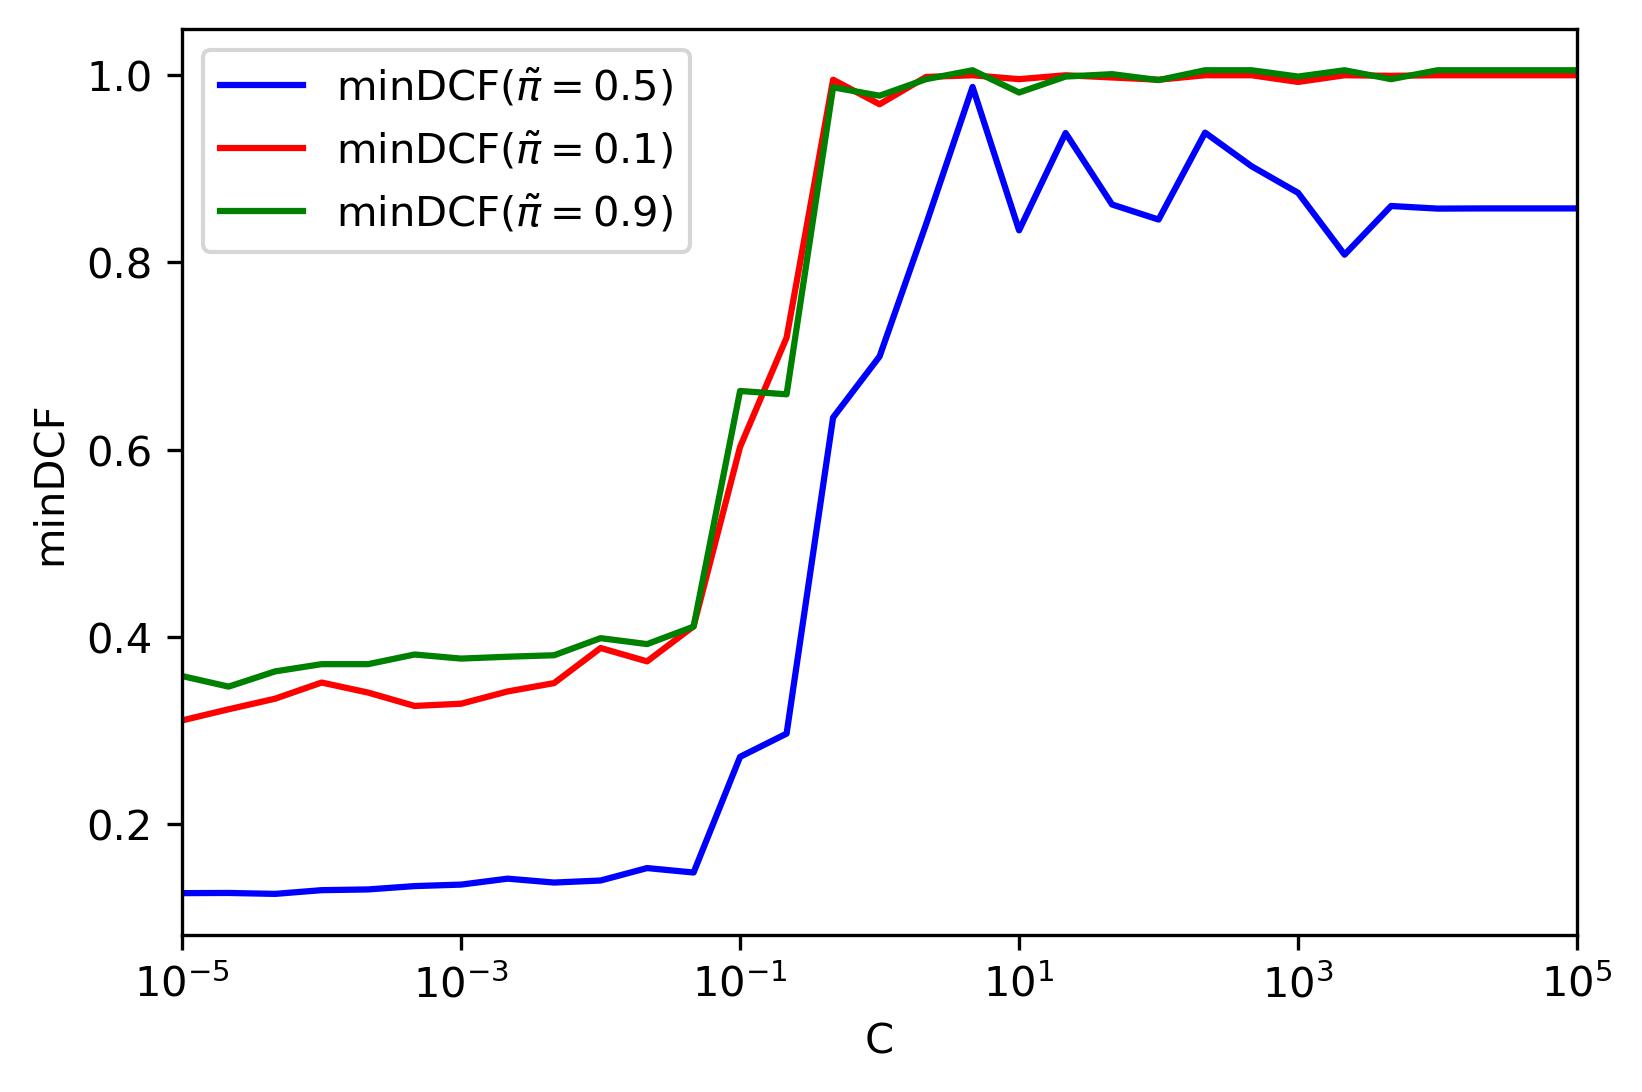 minDCF(π̃ = 0.5)
minDCF(π̃ = 0.1)
minDCF(π̃ = 0.9)
minDCF
1.0
0.8
0.6
0.4
0.2
10⁻⁵ 10⁻³ 10⁻¹ 10¹ 10³ 10⁵
C